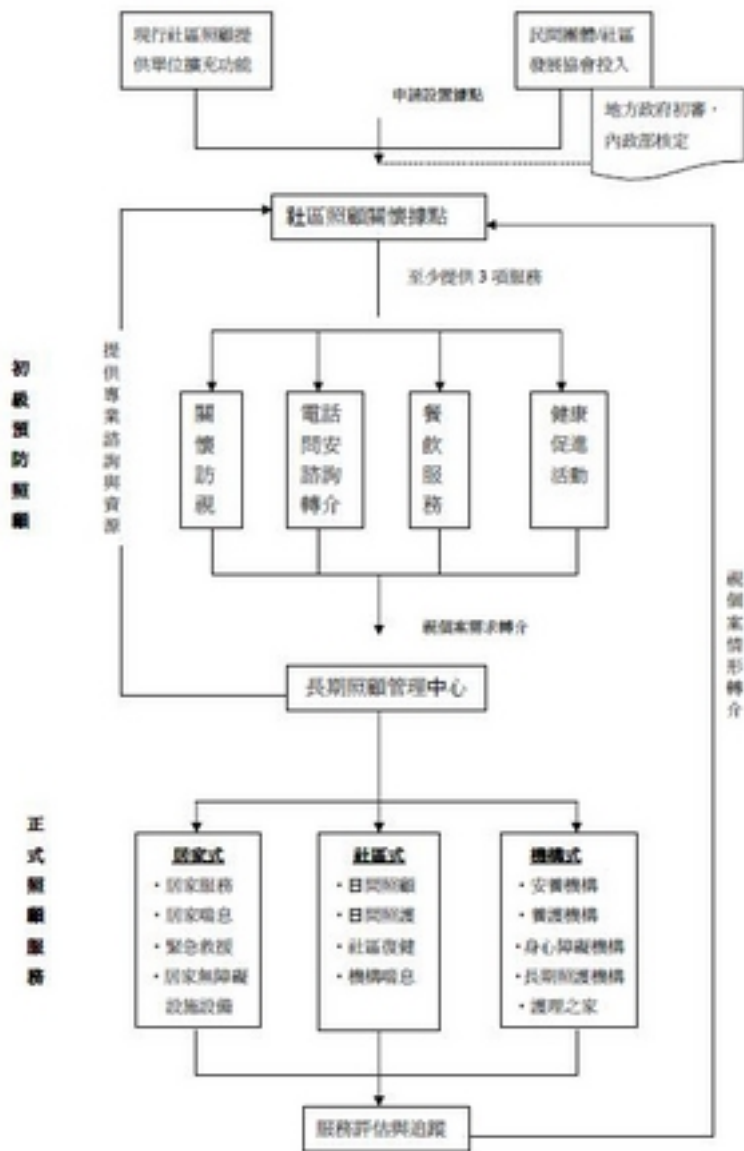 現行社區照顧提
供單位擴充功能
民間團體/社區
發展協會投入
申請設置據點
地方政府初審，
內政部核定
社區照顧關懷據點
至少提供 3 項服務
初級預防照顧
提供專業諮詢與資源
關懷訪視
電話
問安
諮詢
轉介
餐飲服務
健康
促進
活動
視個案需求轉介
視個案情形轉介
長期照顧管理中心
正式照顧服務
居家式
・居家服務
・居家喘息
・緊急救援
・居家無障礙
設施設備
社區式
・日間照顧
・日間照護
・社區復健
・機構喘息
機構式
・安養機構
・養護機構
・身心障礙機構
・長期照護機構
・護理之家
服務評估與追蹤